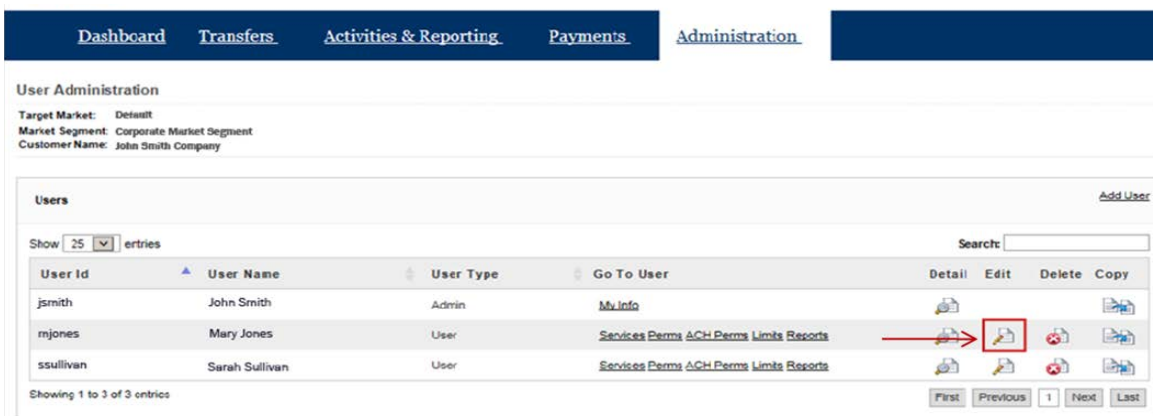 Dashboard Transfers Activities & Reporting Payments Administration
User Administration
Target Market: Default
Market Segment: Corporate Market Segment
Customer Name: John Smith Company
Users Add User
Show 25 entries Search:
User Id User Name User Type Go To User Detail Edit Delete Copy
jsmith John Smith Admin My Info
mjones Mary Jones User Services Perms ACH Perms Limits Reports
ssullivan Sarah Sullivan User Services Perms ACH Perms Limits Reports
Showing 1 to 3 of 3 entries First Previous 1 Next Last